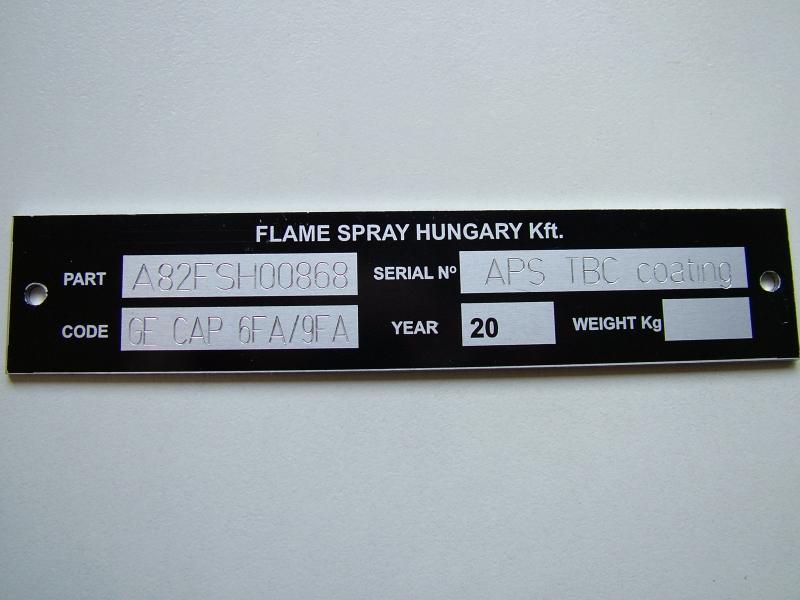 FLAME SPRAY HUNGARY Kft.
PART A82FSH00868 SERIAL Nº APS TBC coating
CODE GE CAP 6FA/9FA YEAR 20 WEIGHT Kg